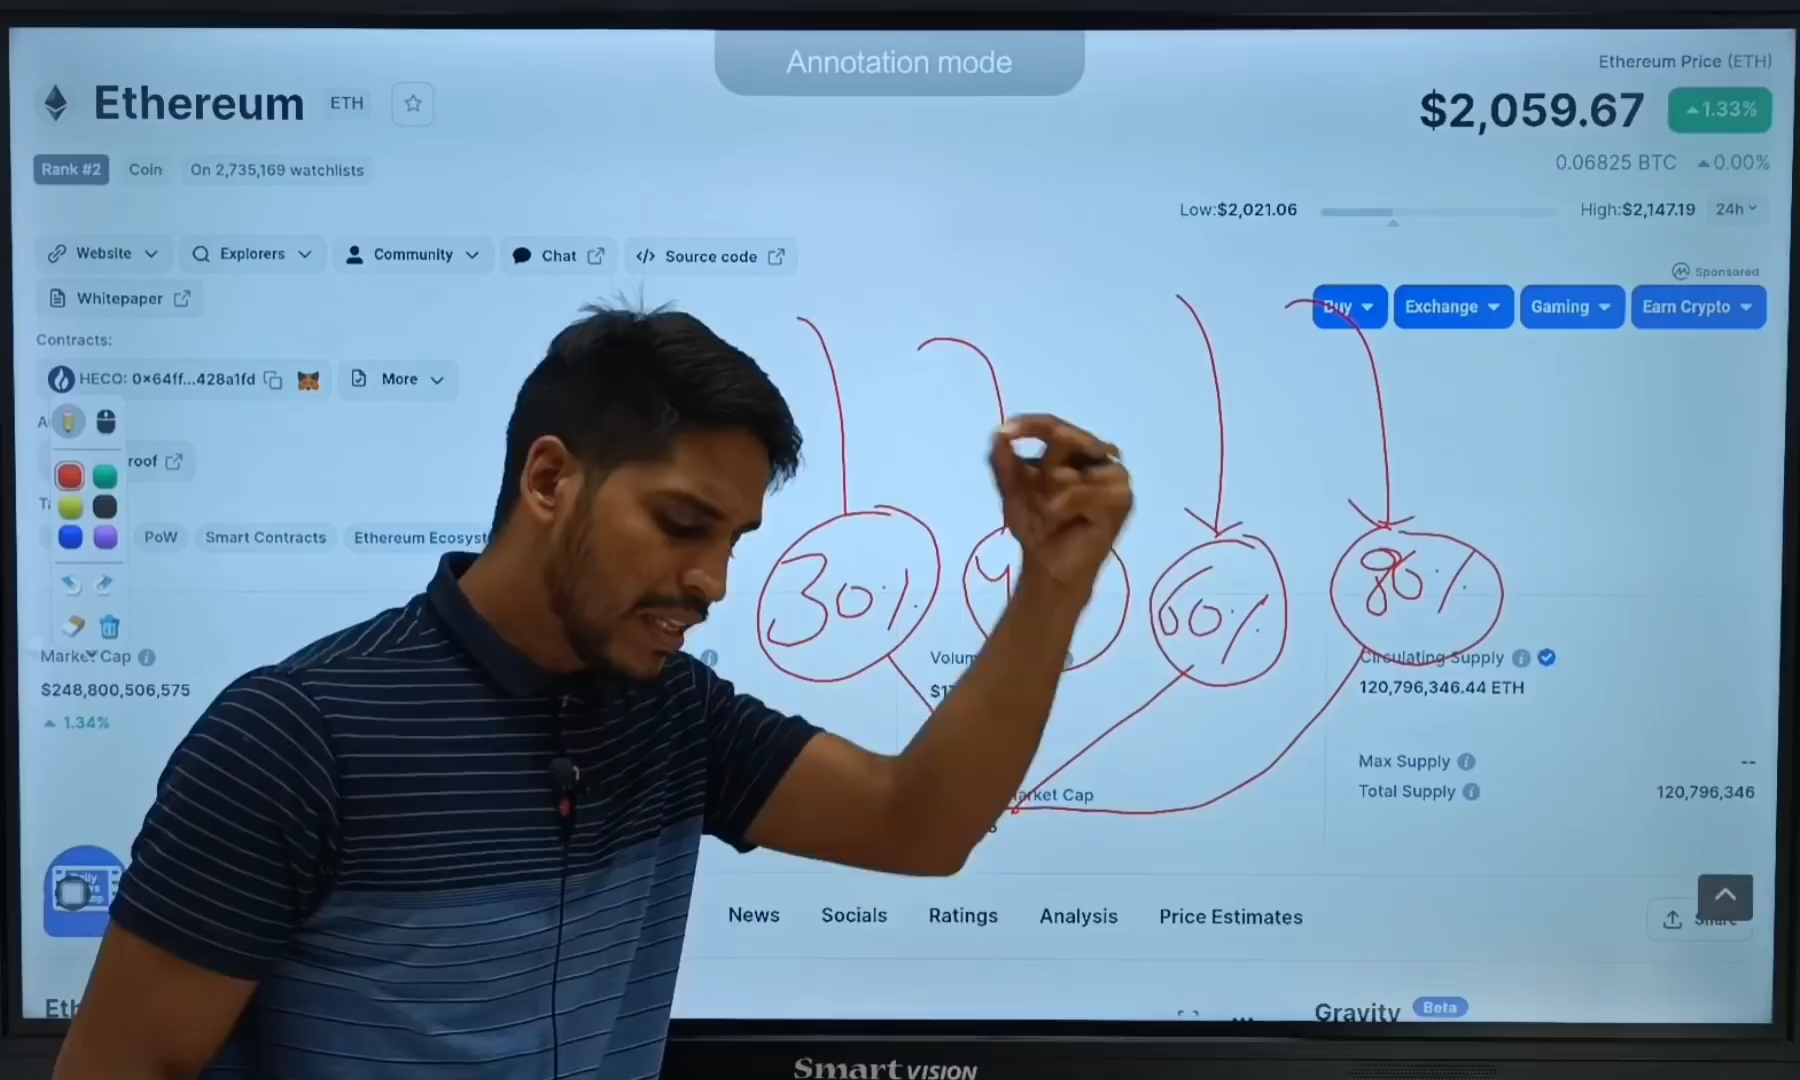 Annotation mode
Ethereum ETH
Ethereum Price (ETH)
$2,059.67 1.33%
Rank #2 Coin On 2,735,169 watchlists
0.06825 BTC 0.00%
Low:$2,021.06 High:$2,147.19 24h
Website Explorers Community Chat </> Source code
Sponsored
Whitepaper
Buy Exchange Gaming Earn Crypto
Contracts:
HECO: 0x64ff...428a1fd More
roof
PoW Smart Contracts Ethereum Ecosyst
30% 60% 80%
Market Cap
$248,800,506,575
1.34%
Volum
Circulating Supply
120,796,346.44 ETH
Max Supply --
Total Supply 120,796,346
arket Cap
News Socials Ratings Analysis Price Estimates
Share
Eth
Gravity Beta
Smart VISION